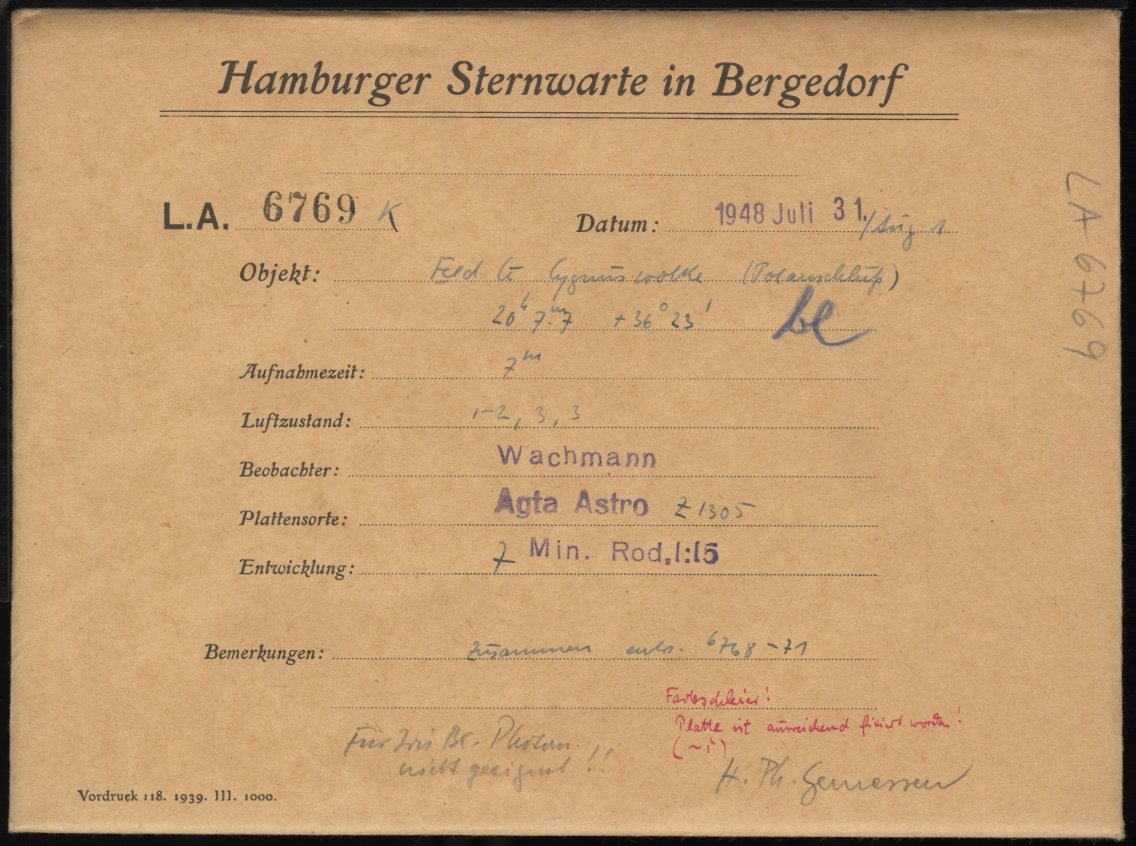 Hamburger Sternwarte in Bergedorf
L.A. 6769 K
Datum: 1948 Juli 31./Aug 1
Objekt: Feld Cygnuswolke (Polanschluß)
20h 7m.7 +36° 23'
be
Aufnahmezeit: 7m
Luftzustand: 1-2, 3, 3
Beobachter: Wachmann
Plattensorte: Agfa Astro Z 1305
Entwicklung: 7 Min. Rod.1:15
Bemerkungen: Zusammen entw. 6768-71
Farbschleier!
Platte ist ausreichend fixiert worden!
Für Iris Bl. Photom.
nicht geeignet!!
H. Ph. Gemessen
Vordruck 118. 1939. III. 1000.
LA 6769